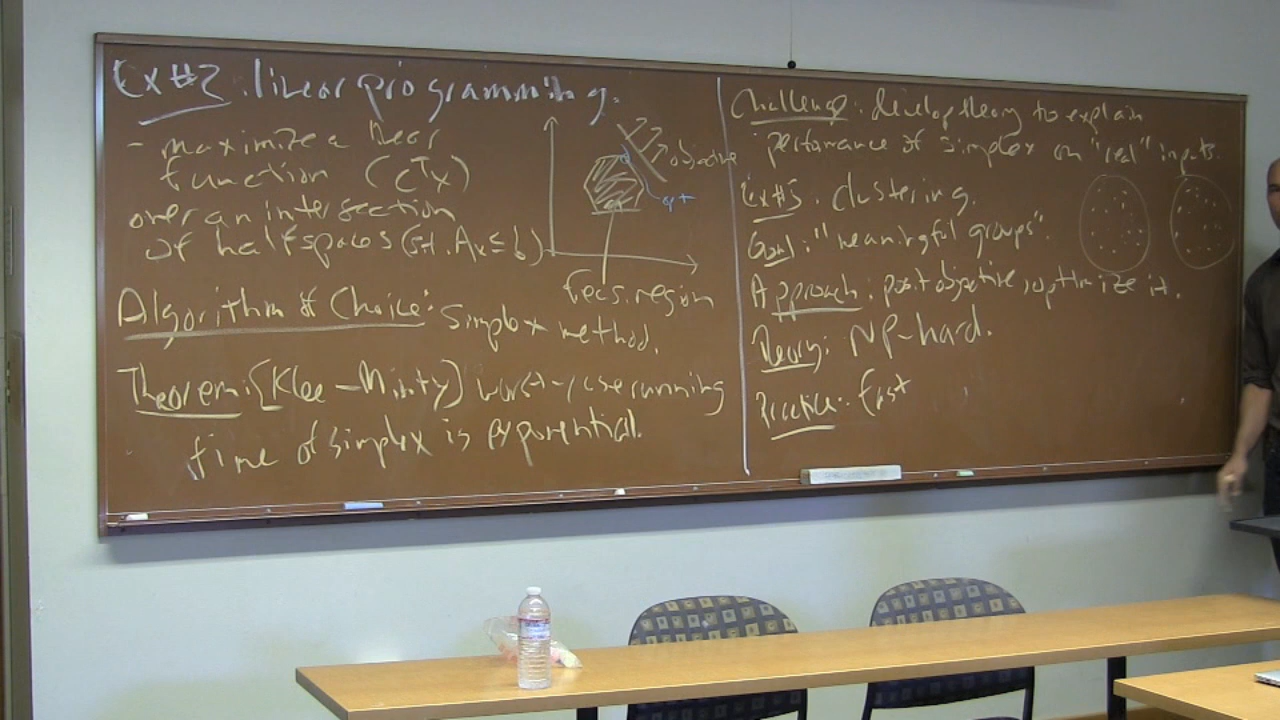 Ex#2: linear programming.
- maximize a linear
function (cᵀx)
over an intersection
of halfspaces (s.t. Ax ≤ b)
objective
opt
feas. region
Algorithm of Choice: simplex
method.
Theorem: [Klee-Minty] worst-case running
time of simplex is exponential.
Challenge: develop theory to explain
performance of simplex on "real" inputs.
Ex#3: clustering.
Goal: "meaningful groups".
Approach: posit objective, optimize it.
Theory: NP-hard.
Practice: fast